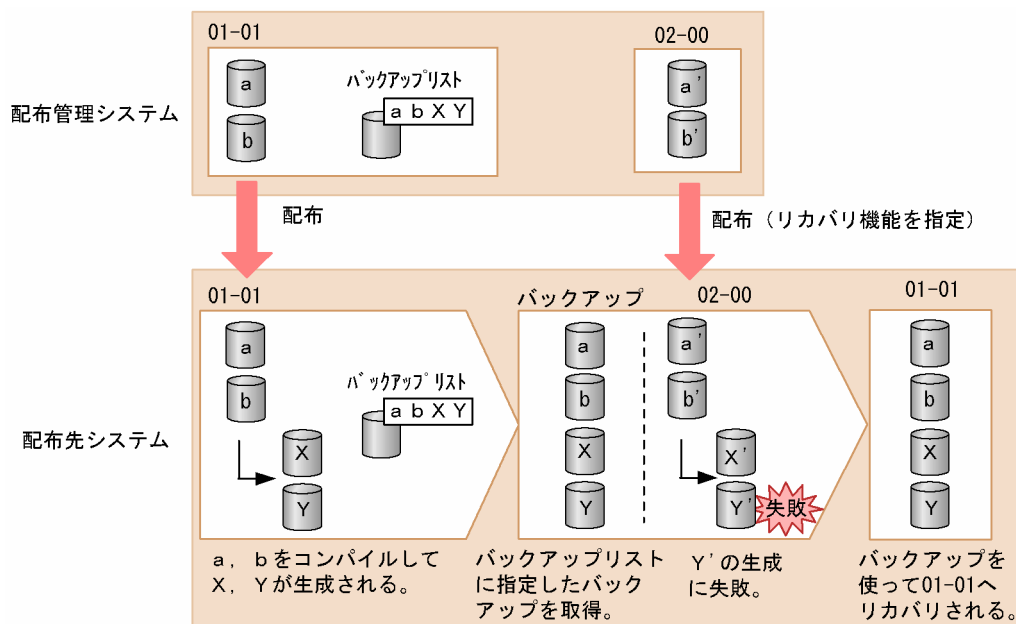 01-01
02-00
a
b
バックアップリスト
a b X Y
a'
b'
配布管理システム
配布
配布（リカバリ機能を指定）
01-01
バックアップ
02-00
01-01
a
b
バックアップリスト
a b X Y
X
Y
a
b
X
Y
a'
b'
X'
Y'
失敗
a
b
X
Y
配布先システム
a，bをコンパイルして
X，Yが生成される。
バックアップリスト
に指定したバック
アップを取得。
Y'の生成
に失敗。
バックアップを
使って01-01へ
リカバリされる。